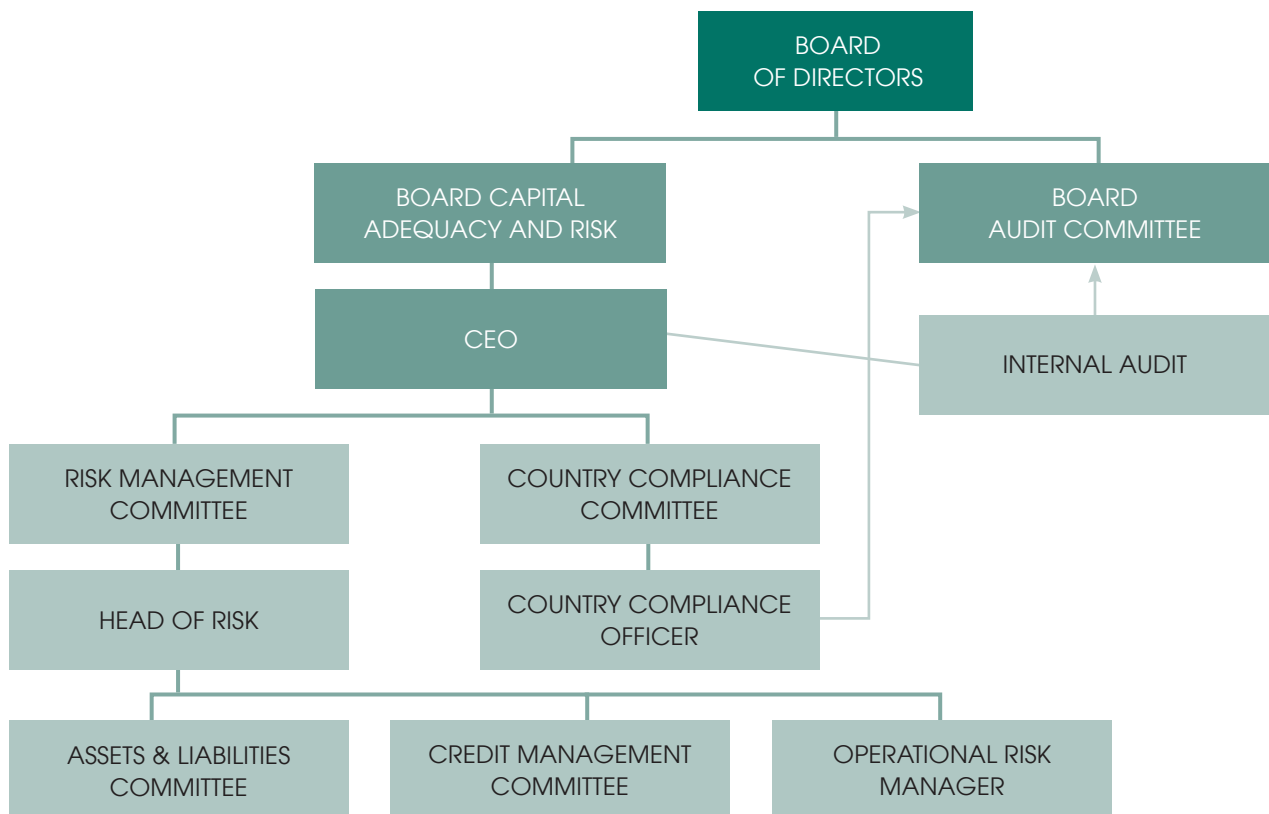 BOARD
OF DIRECTORS
BOARD CAPITAL
ADEQUACY AND RISK
BOARD
AUDIT COMMITTEE
CEO
INTERNAL AUDIT
RISK MANAGEMENT
COMMITTEE
COUNTRY COMPLIANCE
COMMITTEE
HEAD OF RISK
COUNTRY COMPLIANCE
OFFICER
ASSETS & LIABILITIES
COMMITTEE
CREDIT MANAGEMENT
COMMITTEE
OPERATIONAL RISK
MANAGER